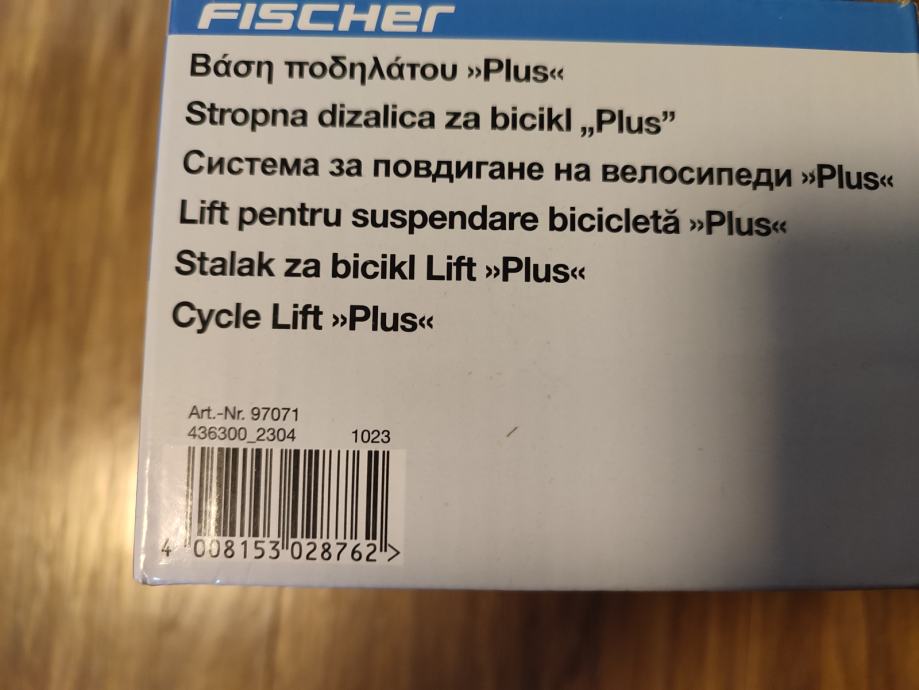 FISCHER
Βάση ποδηλάτου »Plus«
Stropna dizalica za bicikl „Plus”
Система за повдигане на велосипеди »Plus«
Lift pentru suspendare bicicletă »Plus«
Stalak za bicikl Lift »Plus«
Cycle Lift »Plus«
Art.-Nr. 97071
436300_2304 1023
4 008153 028762 >